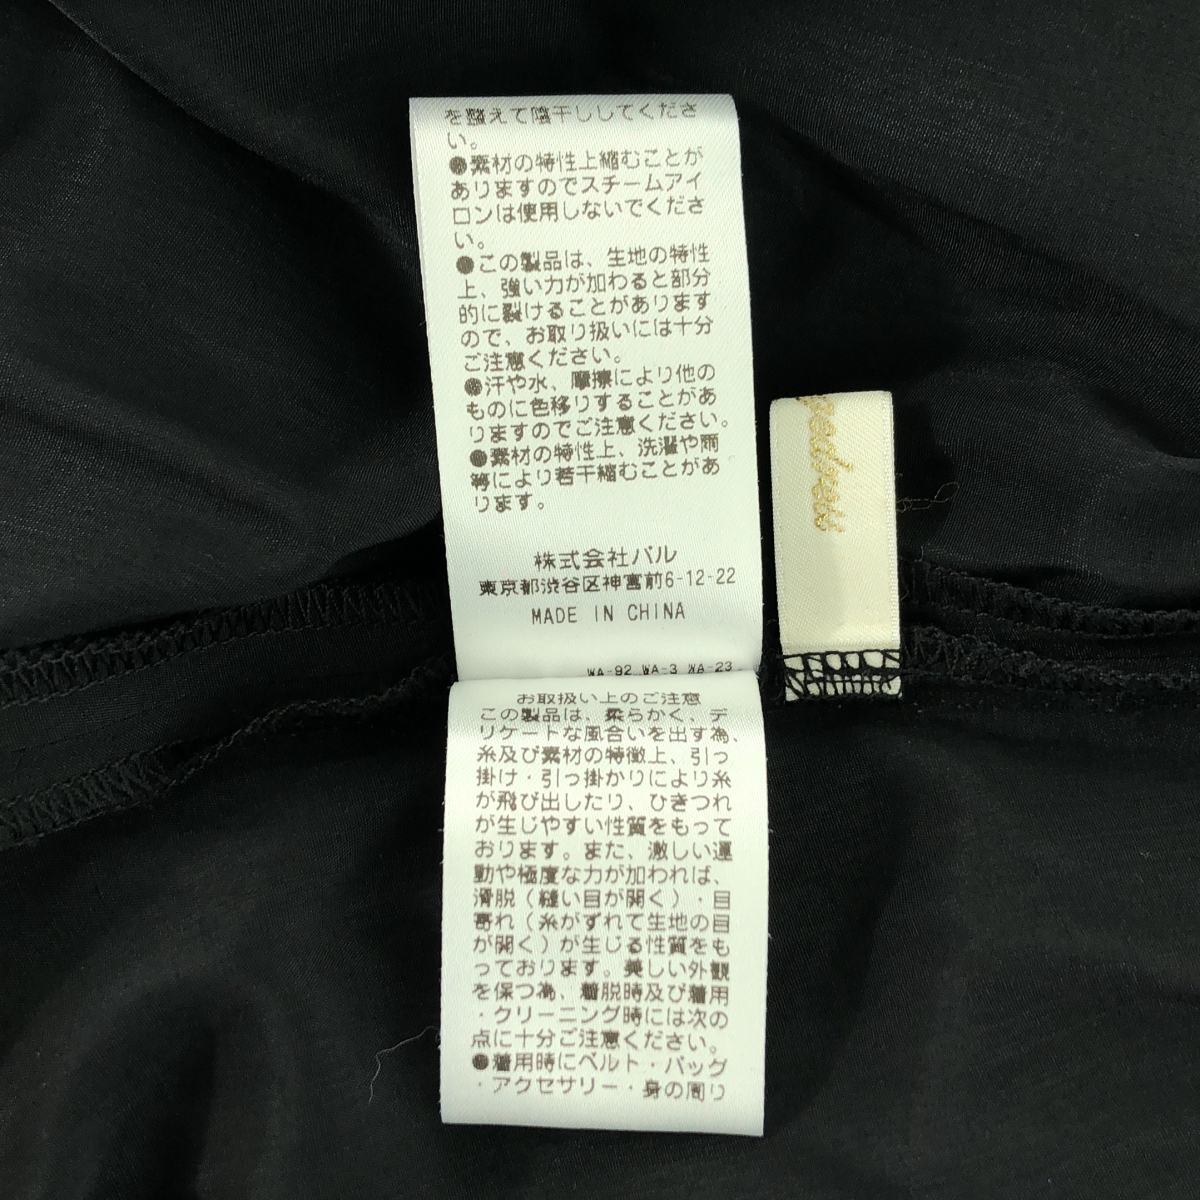 を整えて陰干ししてくださ
い。
●素材の特性上縮むことが
ありますのでスチームアイ
ロンは使用しないでくださ
い。
●この製品は、生地の特性
上、強い力が加わると部分
的に裂けることがあります
ので、お取り扱いには十分
ご注意ください。
●汗や水、摩擦により他の
ものに色移りすることがあ
りますのでご注意ください。
●素材の特性上、洗濯や雨
等により若干縮むことがあ
ります。
株式会社パル
東京都渋谷区神宮前6-12-22
MADE IN CHINA
WA-92 WA-3 WA-23
お取扱い上のご注意
この製品は、柔らかく、デ
リケートな風合いを出す為、
糸及び素材の特徴上、引っ
掛け・引っ掛かりにより糸
が飛び出したり、ひきつれ
が生じやすい性質をもって
おります。また、激しい運
動や極度な力が加われば、
滑脱（縫い目が開く）・目
寄れ（糸がずれて生地の目
が開く）が生じる性質をも
っております。美しい外観
を保つ為、着脱時及び着用
・クリーニング時には次の
点に十分ご注意ください。
●着用時にベルト・バッグ
・アクセサリー・身の周り